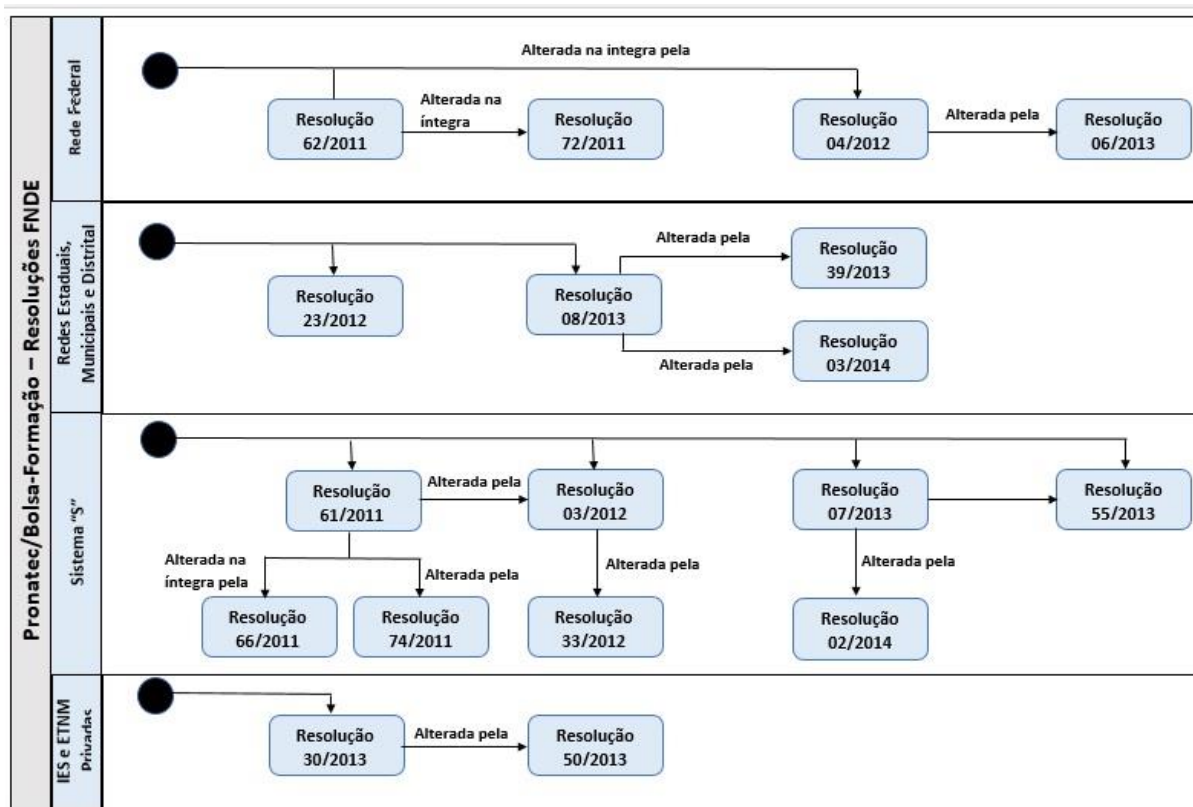 Pronatec/Bolsa-Formação – Resoluções FNDE
Rede Federal
Alterada na integra pela
Resolução
62/2011
Alterada na
íntegra
Resolução
72/2011
Resolução
04/2012
Alterada pela
Resolução
06/2013
Redes Estaduais,
Municipais e Distrital
Resolução
23/2012
Resolução
08/2013
Alterada pela
Resolução
39/2013
Alterada pela
Resolução
03/2014
Sistema "S"
Resolução
61/2011
Alterada pela
Resolução
03/2012
Resolução
07/2013
Resolução
55/2013
Alterada na
íntegra pela
Resolução
66/2011
Alterada pela
Resolução
74/2011
Alterada pela
Resolução
33/2012
Alterada pela
Resolução
02/2014
IES e ETNM
Privadas
Resolução
30/2013
Alterada pela
Resolução
50/2013